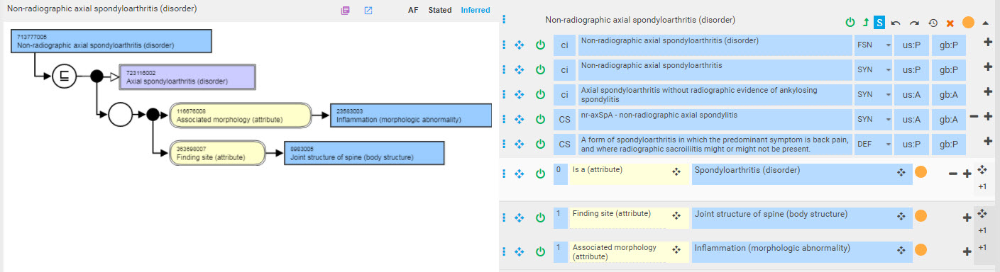 Non-radiographic axial spondyloarthritis (disorder)
AF Stated Inferred
713777005
Non-radiographic axial spondyloarthritis (disorder)
⊑
723116002
Axial spondyloarthritis (disorder)
116676008
Associated morphology (attribute)
23583003
Inflammation (morphologic abnormality)
363698007
Finding site (attribute)
8983005
Joint structure of spine (body structure)
Non-radiographic axial spondyloarthritis (disorder)
S
ci Non-radiographic axial spondyloarthritis (disorder) FSN us:P gb:P
ci Non-radiographic axial spondyloarthritis SYN us:P gb:P
ci Axial spondyloarthritis without radiographic evidence of ankylosing
spondylitis SYN us:A gb:A
CS nr-axSpA - non-radiographic axial spondylitis SYN us:A gb:A
CS A form of spondyloarthritis in which the predominant symptom is back pain,
and where radiographic sacroiliitis might or might not be present. DEF us:P gb:P
0 Is a (attribute) Spondyloarthritis (disorder)
+1
1 Finding site (attribute) Joint structure of spine (body structure)
+1
1 Associated morphology
(attribute) Inflammation (morphologic abnormality) +1